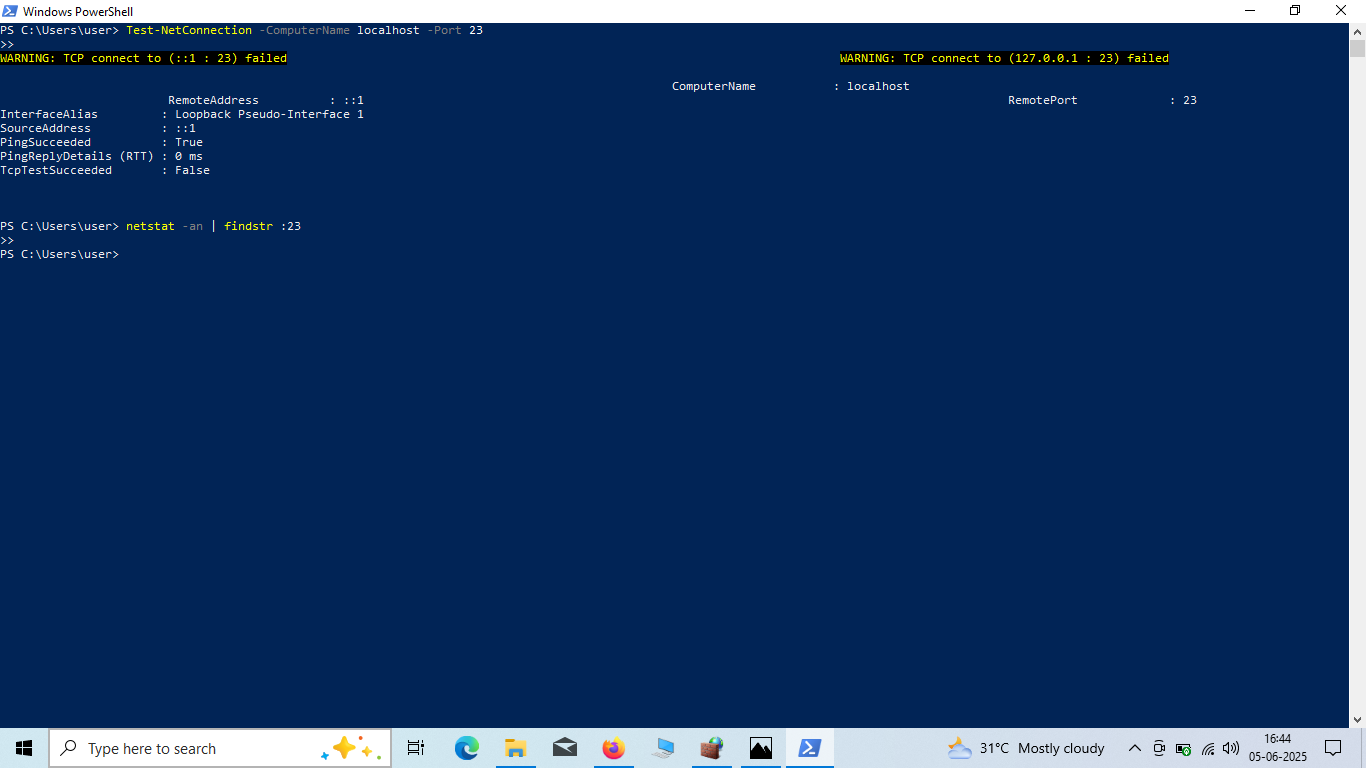 Windows PowerShell
PS C:\Users\user> Test-NetConnection -ComputerName localhost -Port 23
>>
WARNING: TCP connect to (::1 : 23) failed WARNING: TCP connect to (127.0.0.1 : 23) failed
ComputerName : localhost
RemoteAddress : ::1 RemotePort : 23
InterfaceAlias : Loopback Pseudo-Interface 1
SourceAddress : ::1
PingSucceeded : True
PingReplyDetails (RTT) : 0 ms
TcpTestSucceeded : False
PS C:\Users\user> netstat -an | findstr :23
>>
PS C:\Users\user>
Type here to search
31°C Mostly cloudy
16:44
05-06-2025